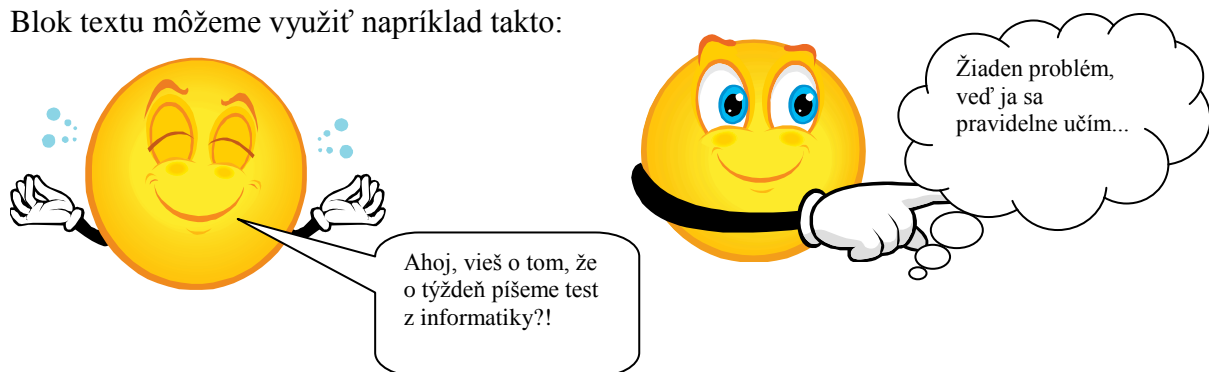 Blok textu môžeme využiť napríklad takto:
Ahoj, vieš o tom, že
o týždeň píšeme test
z informatiky?!
Žiaden problém,
veď ja sa
pravidelne učím...